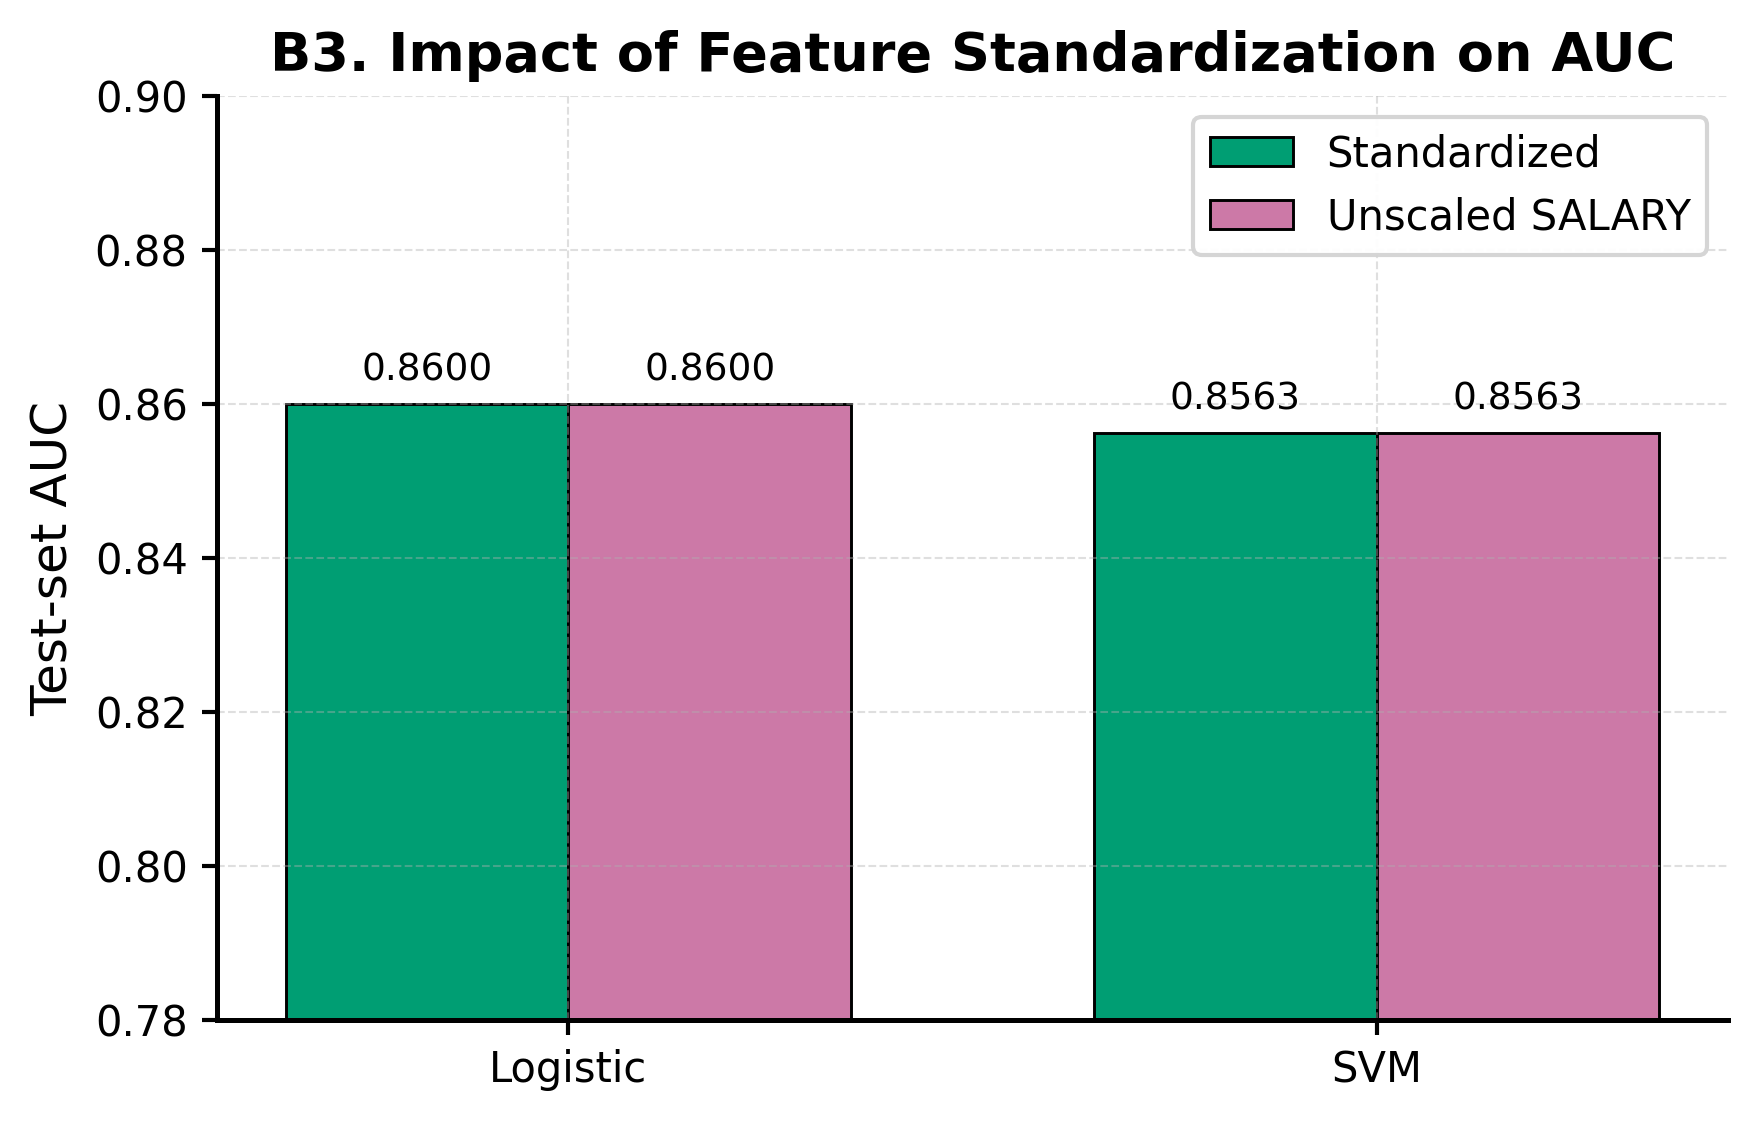 B3. Impact of Feature Standardization on AUC
Standardized
Unscaled SALARY
Test-set AUC
0.90
0.88
0.86
0.84
0.82
0.80
0.78
0.8600 0.8600
0.8563 0.8563
Logistic SVM